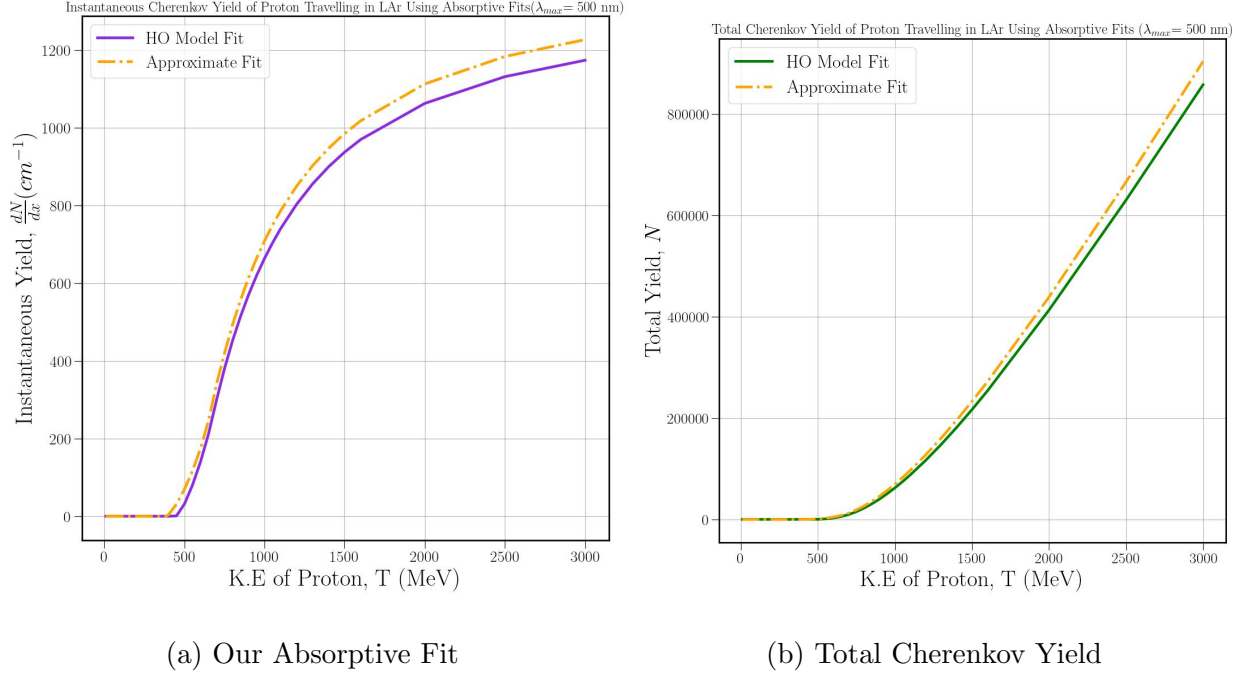 Instantaneous Cherenkov Yield of Proton Travelling in LAr Using Absorptive Fits(λmax= 500 nm)
HO Model Fit
Approximate Fit
1200
1000
800
600
400
200
0
Instantaneous Yield, dN/dx (cm⁻¹)
0 500 1000 1500 2000 2500 3000
K.E of Proton, T (MeV)
(a) Our Absorptive Fit
Total Cherenkov Yield of Proton Travelling in LAr Using Absorptive Fits (λmax= 500 nm)
HO Model Fit
Approximate Fit
800000
600000
400000
200000
0
Total Yield, N
0 500 1000 1500 2000 2500 3000
K.E of Proton, T (MeV)
(b) Total Cherenkov Yield